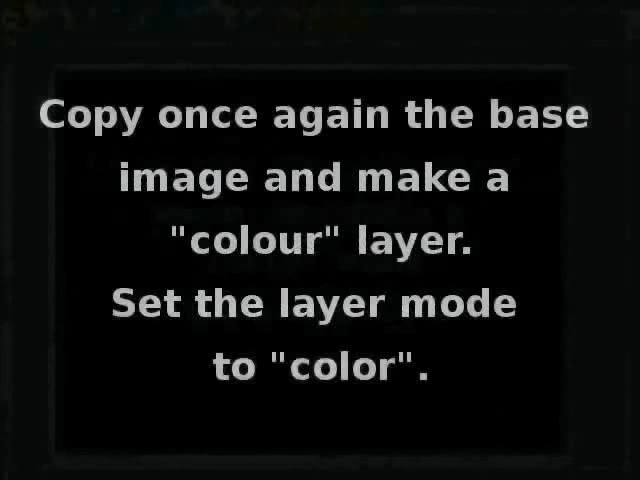 Copy once again the base
image and make a
"colour" layer.
Set the layer mode
to "color".